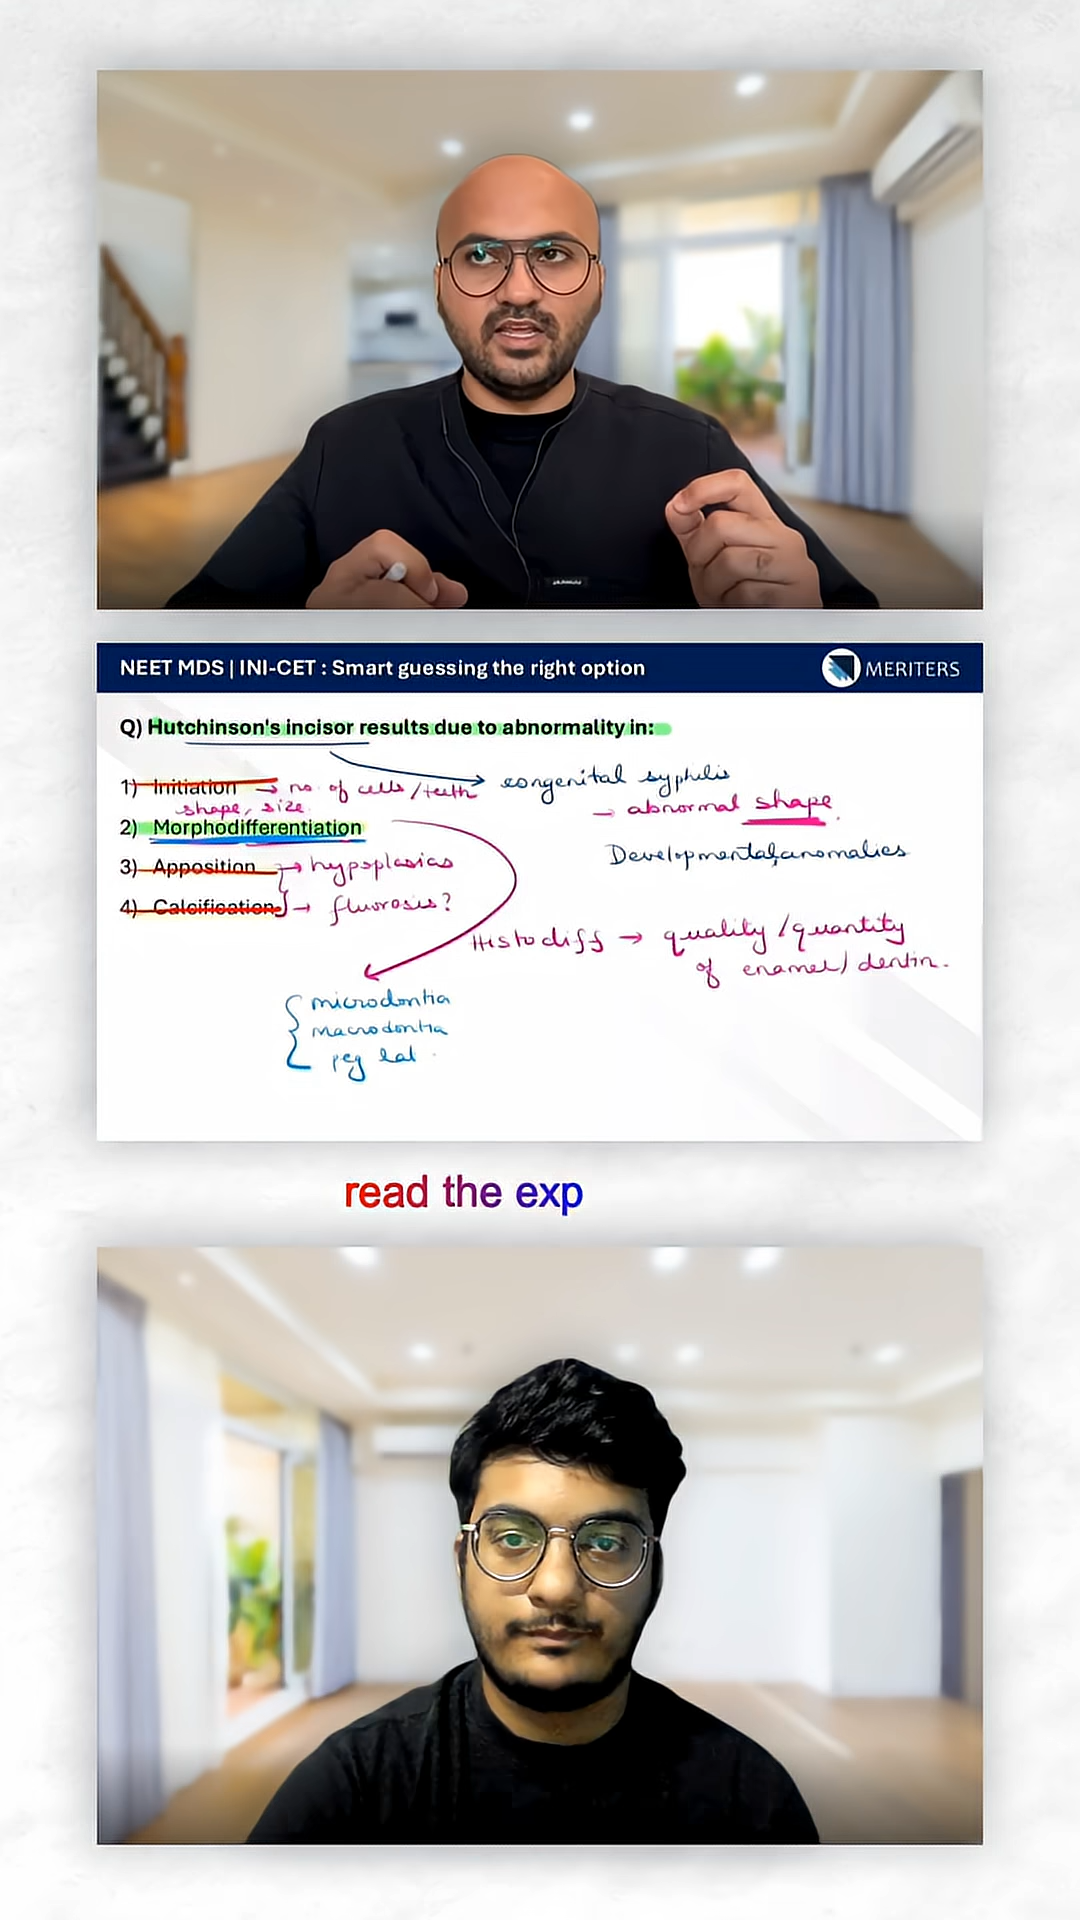 NEET MDS | INI-CET : Smart guessing the right option
MERITERS
Q) Hutchinson's incisor results due to abnormality in:
1) Initiation → no. of cells/teeth
→ congenital syphilis
shape, size.
→ abnormal shape.
2) Morphodifferentiation
Developmental anomalies
3) Apposition → hypoplasias
4) Calcification → fluorosis?
Histodiff → quality/quantity
of enamel/dentin.
microdontia
macrodontia
peg lat.
read the exp